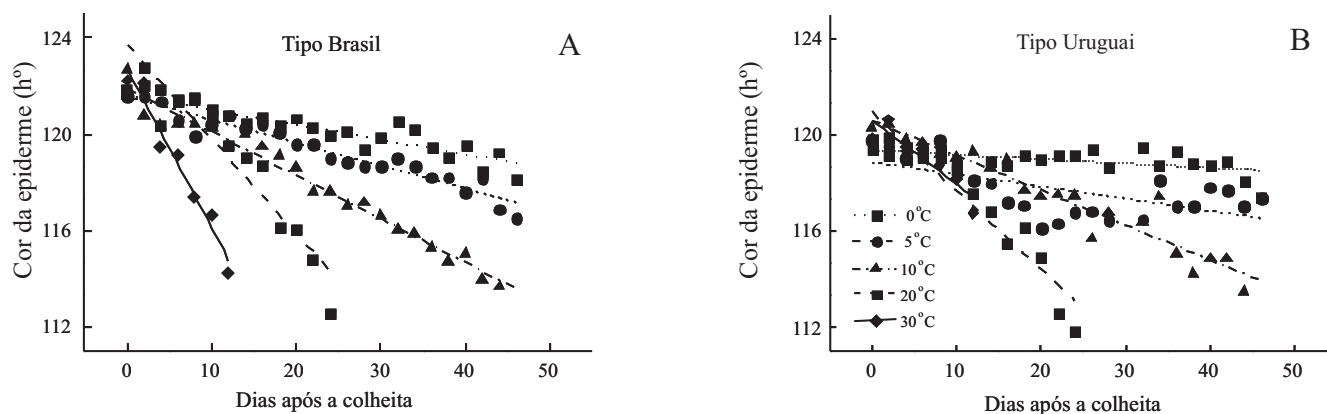 Tipo Brasil
A
Cor da epiderme (hº)
124
120
116
112
0
10
20
30
40
50
Dias após a colheita
Tipo Uruguai
B
Cor da epiderme (hº)
124
120
116
112
0°C
5°C
10°C
20°C
30°C
0
10
20
30
40
50
Dias após a colheita